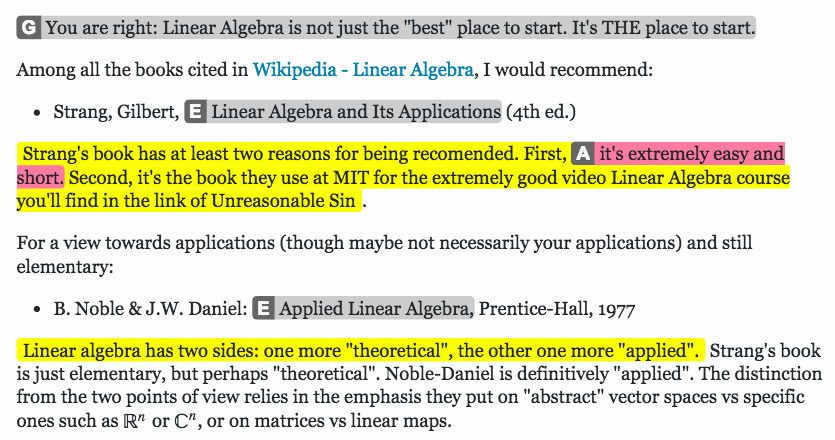 G You are right: Linear Algebra is not just the "best" place to start. It's THE place to start.
Among all the books cited in Wikipedia - Linear Algebra, I would recommend:
• Strang, Gilbert, E Linear Algebra and Its Applications (4th ed.)
Strang's book has at least two reasons for being recomended. First, A it's extremely easy and
short. Second, it's the book they use at MIT for the extremely good video Linear Algebra course
you'll find in the link of Unreasonable Sin .
For a view towards applications (though maybe not necessarily your applications) and still
elementary:
• B. Noble & J.W. Daniel: E Applied Linear Algebra, Prentice-Hall, 1977
Linear algebra has two sides: one more "theoretical", the other one more "applied". Strang's book
is just elementary, but perhaps "theoretical". Noble-Daniel is definitively "applied". The distinction
from the two points of view relies in the emphasis they put on "abstract" vector spaces vs specific
ones such as ℝⁿ or ℂⁿ, or on matrices vs linear maps.